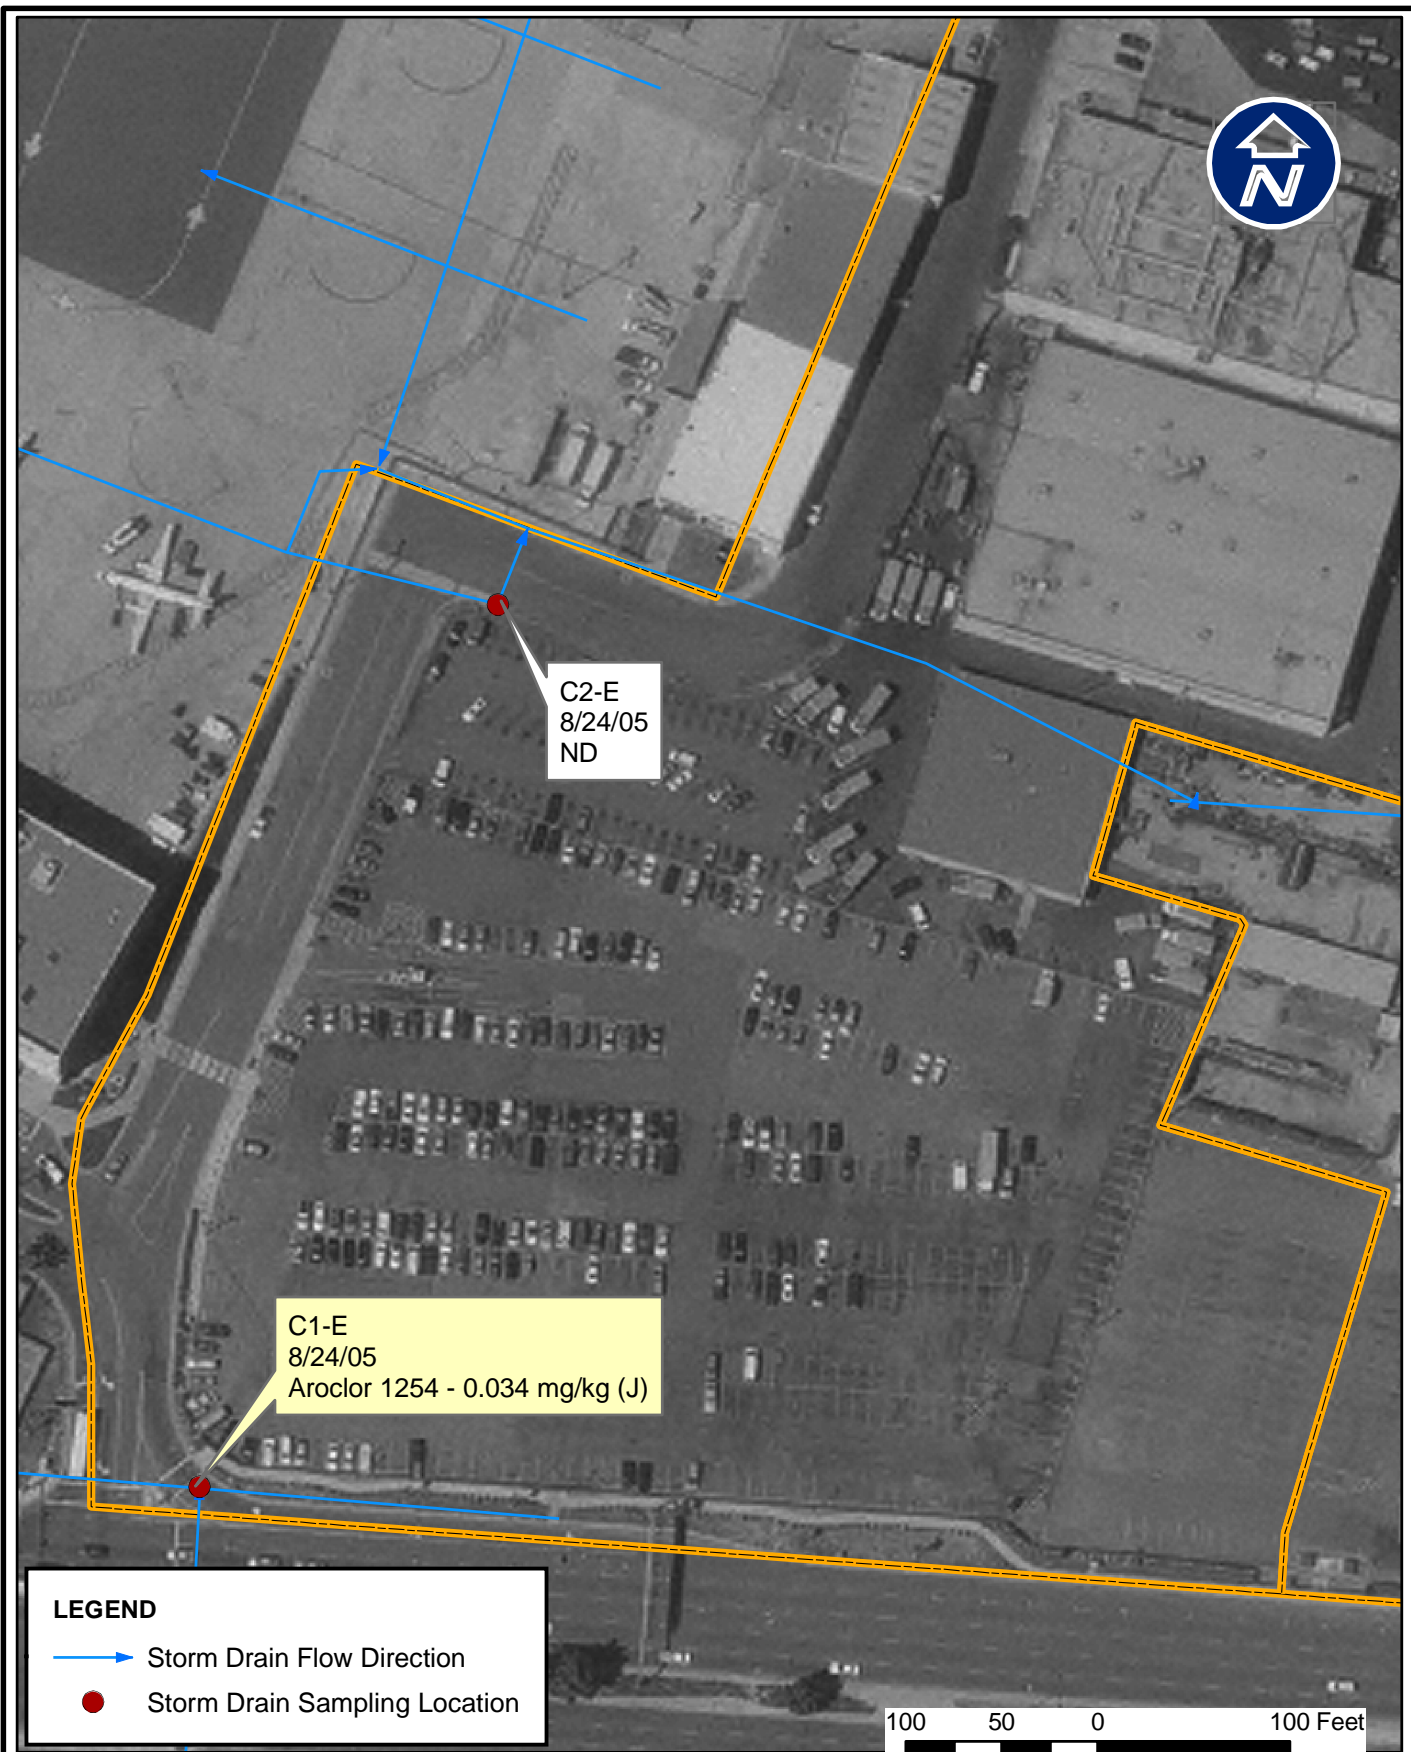 N
C2-E
8/24/05
ND
C1-E
8/24/05
Aroclor 1254 - 0.034 mg/kg (J)
LEGEND
Storm Drain Flow Direction
Storm Drain Sampling Location
100 50 0 100 Feet